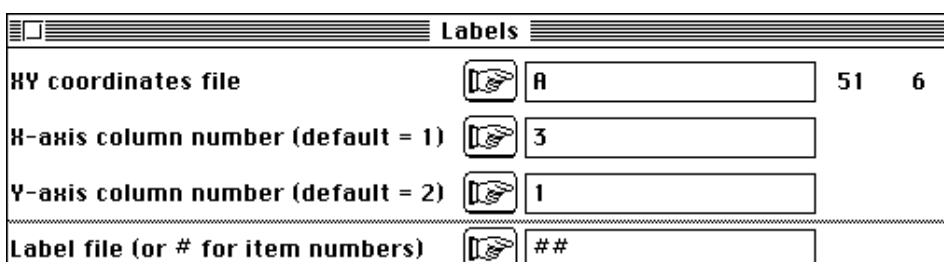 Labels
XY coordinates file A 51 6
X-axis column number (default = 1) 3
Y-axis column number (default = 2) 1
Label file (or # for item numbers) ##